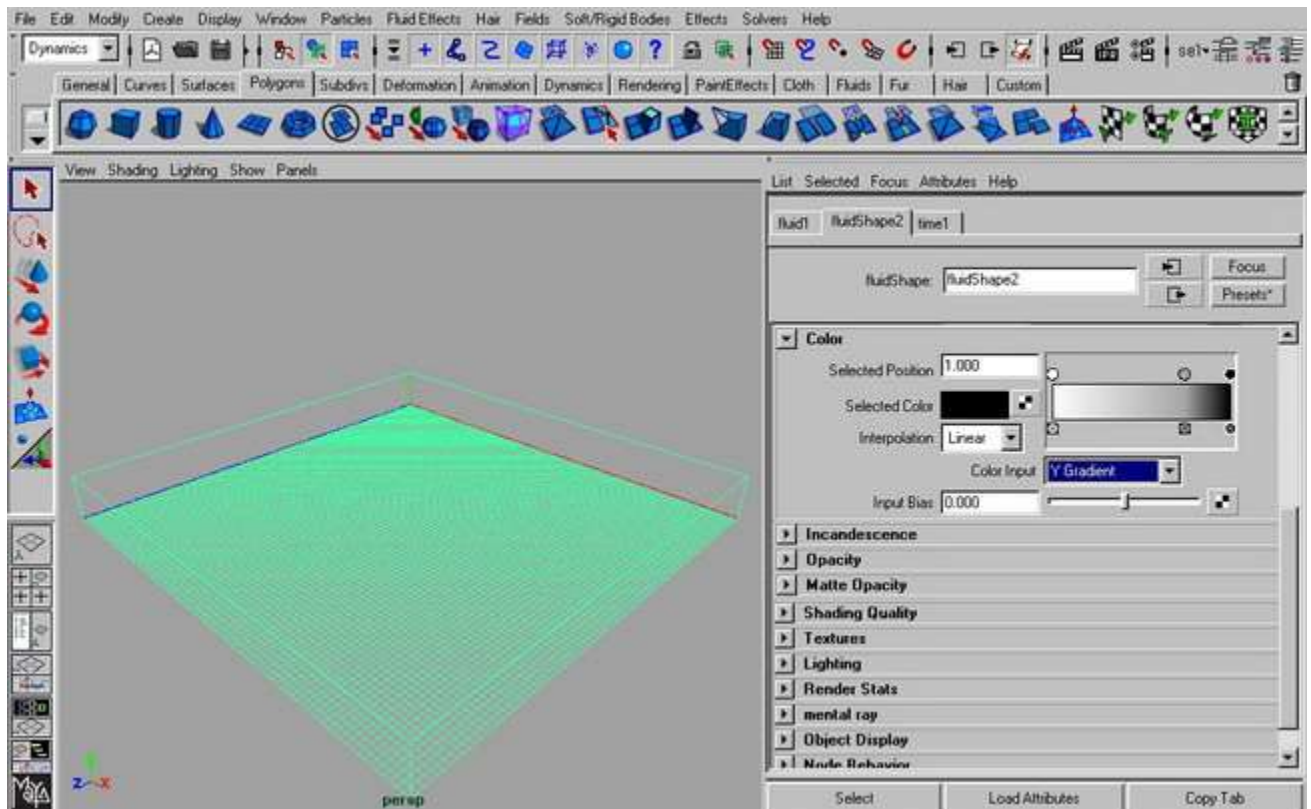 File Edit Modify Create Display Window Particles Fluid Effects Hair Fields Soft/Rigid Bodies Effects Solvers Help
Dynamics
sel
General Curves Surfaces Polygons Subdivs Deformation Animation Dynamics Rendering PaintEffects Cloth Fluids Fur Hair Custom
View Shading Lighting Show Panels
List Selected Focus Attributes Help
fluid1 fluidShape2 time1
fluidShape: fluidShape2
Focus
Presets*
Color
Selected Position 1.000
Selected Color
Interpolation Linear
Color Input Y Gradient
Input Bias 0.000
Incandescence
Opacity
Matte Opacity
Shading Quality
Textures
Lighting
Render Stats
mental ray
Object Display
Node Behavior
z x
persp
Select Load Attributes Copy Tab
MAYA